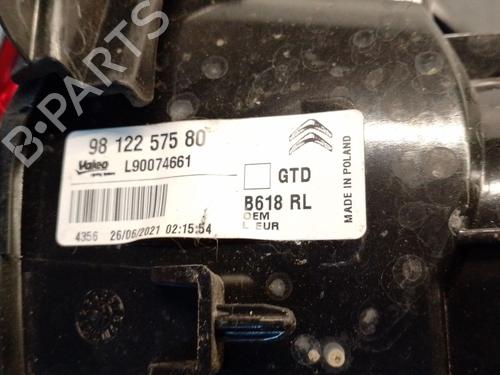 B-PARTS
98 122 575 80
Valeo
L90074661
GTD
B618 RL
OEM
L EUR
4356 26/06/2021 02:15:54
MADE IN POLAND